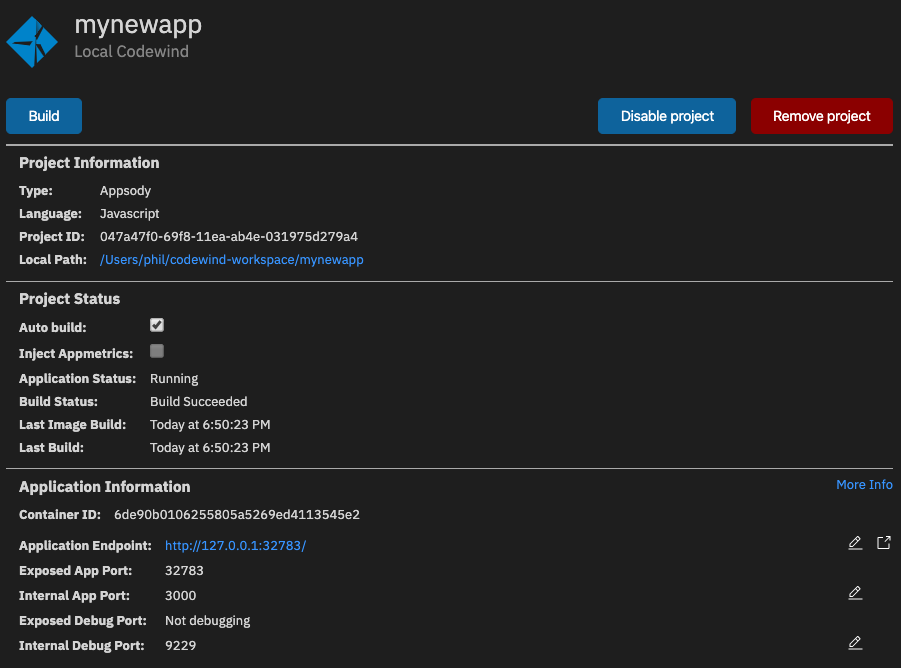 mynewapp
Local Codewind
Build
Disable project
Remove project
Project Information
Type: Appsody
Language: Javascript
Project ID: 047a47f0-69f8-11ea-ab4e-031975d279a4
Local Path: /Users/phil/codewind-workspace/mynewapp
Project Status
Auto build:
Inject Appmetrics:
Application Status: Running
Build Status: Build Succeeded
Last Image Build: Today at 6:50:23 PM
Last Build: Today at 6:50:23 PM
Application Information
More Info
Container ID: 6de90b0106255805a5269ed4113545e2
Application Endpoint: http://127.0.0.1:32783/
Exposed App Port: 32783
Internal App Port: 3000
Exposed Debug Port: Not debugging
Internal Debug Port: 9229